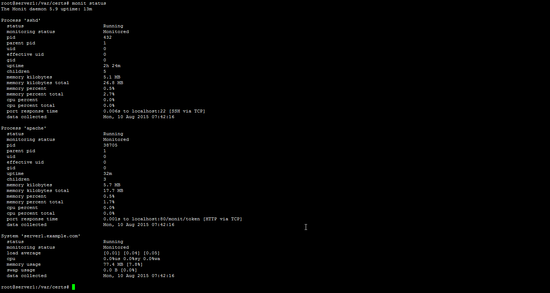 root@server1:/var/certs# monit status
The Monit daemon 5.9 uptime: 13m
Process 'sshd'
status Running
monitoring status Monitored
pid 432
parent pid 1
uid 0
effective uid 0
gid 0
uptime 2h 24m
children 5
memory kilobytes 5.1 MB
memory kilobytes total 26.8 MB
memory percent 0.5%
memory percent total 2.7%
cpu percent 0.0%
cpu percent total 0.0%
port response time 0.006s to localhost:22 [SSH via TCP]
data collected Mon, 10 Aug 2015 07:42:16
Process 'apache'
status Running
monitoring status Monitored
pid 38705
parent pid 1
uid 0
effective uid 0
gid 0
uptime 32m
children 3
memory kilobytes 5.7 MB
memory kilobytes total 17.7 MB
memory percent 0.5%
memory percent total 1.7%
cpu percent 0.0%
cpu percent total 0.0%
port response time 0.001s to localhost:80/monit/token [HTTP via TCP]
data collected Mon, 10 Aug 2015 07:42:16
System 'server1.example.com'
status Running
monitoring status Monitored
load average [0.01] [0.04] [0.05]
cpu 0.0%us 0.0%sy 0.0%wa
memory usage 77.4 MB [7.8%]
swap usage 0.0 B [0.0%]
data collected Mon, 10 Aug 2015 07:42:16
root@server1:/var/certs#